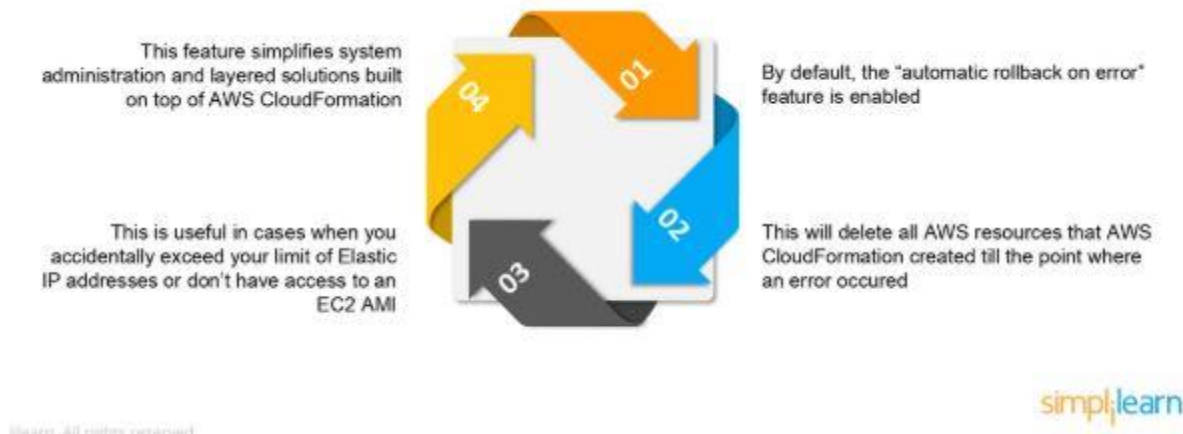 This feature simplifies system
administration and layered solutions built
on top of AWS CloudFormation
04
01
By default, the "automatic rollback on error"
feature is enabled
This is useful in cases when you
accidentally exceed your limit of Elastic
IP addresses or don't have access to an
EC2 AMI
03
02
This will delete all AWS resources that AWS
CloudFormation created till the point where
an error occured
simplilearn
All rights reserved